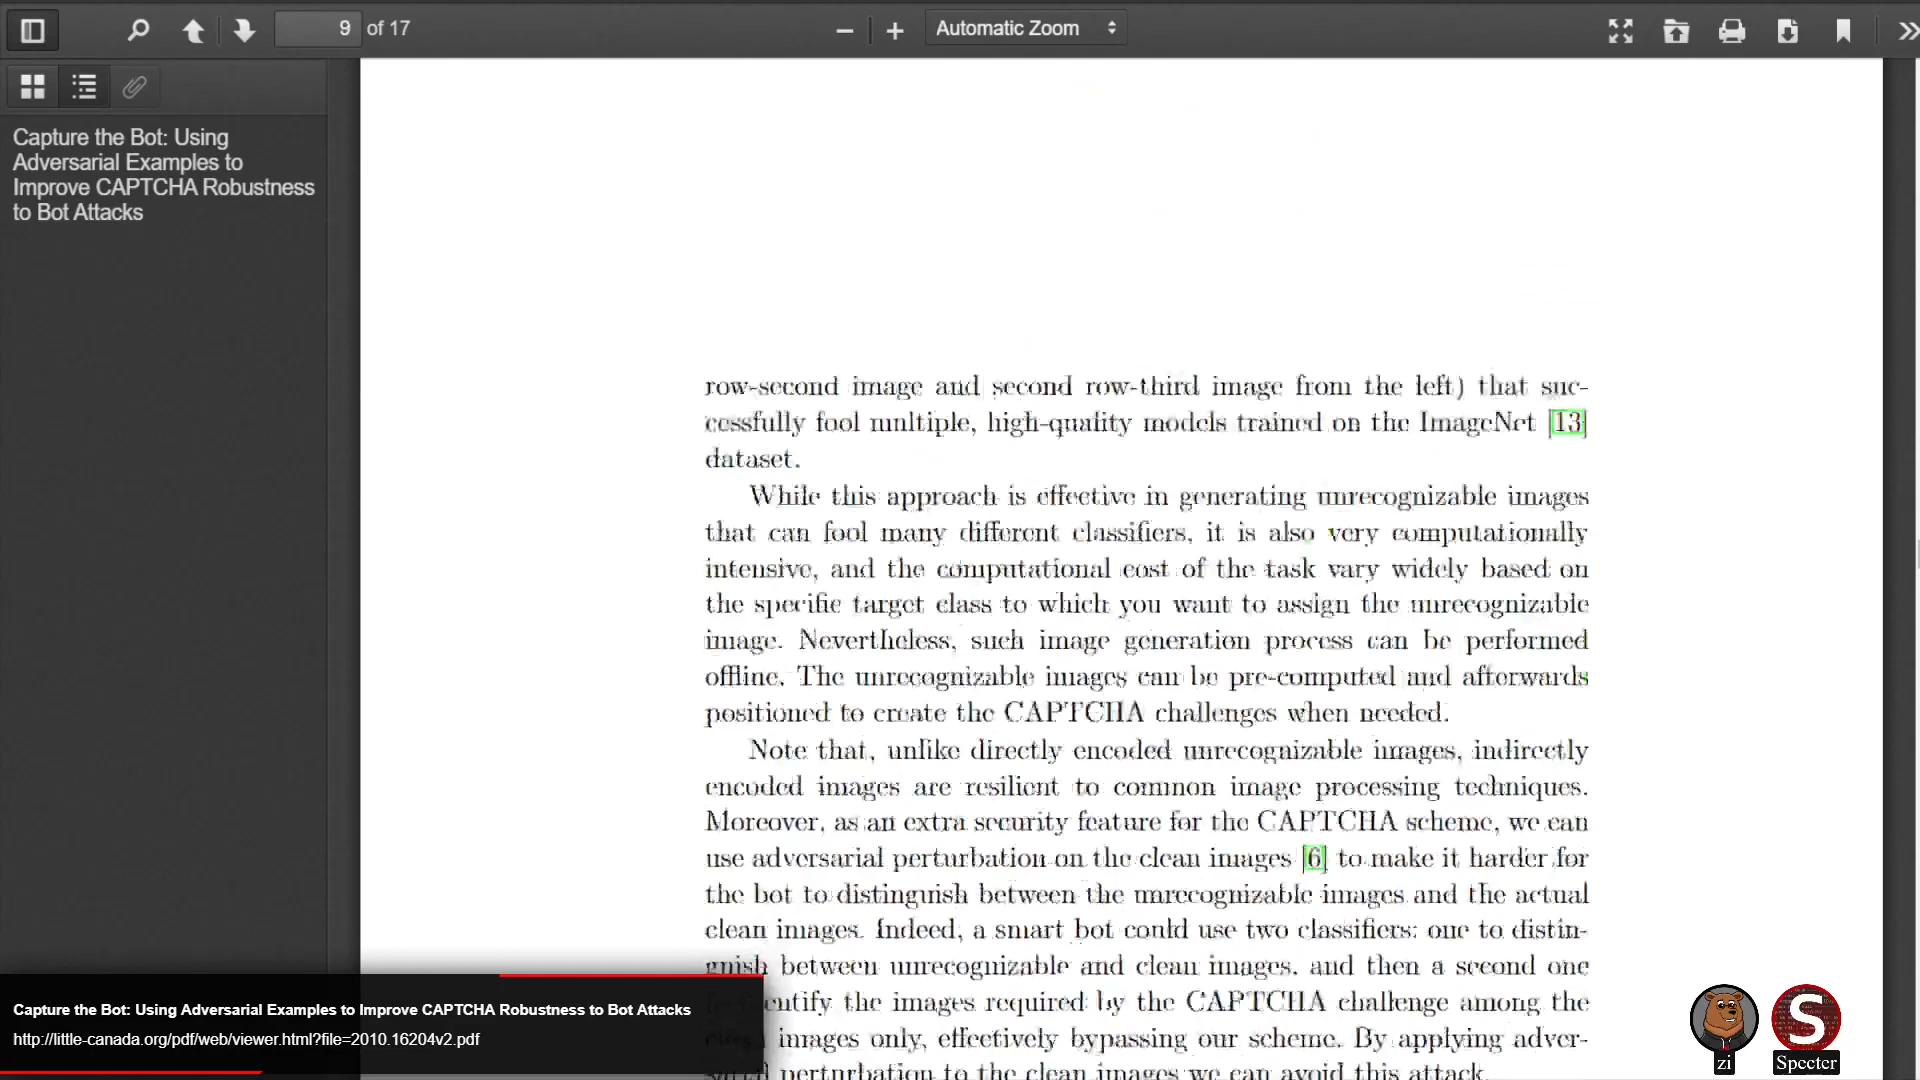 9 of 17
Automatic Zoom
Capture the Bot: Using
Adversarial Examples to
Improve CAPTCHA Robustness
to Bot Attacks
row-second image and second row-third image from the left) that suc-
cessfully fool multiple, high-quality models trained on the ImageNet [13]
dataset.
While this approach is effective in generating unrecognizable images
that can fool many different classifiers, it is also very computationally
intensive, and the computational cost of the task vary widely based on
the specific target class to which you want to assign the unrecognizable
image. Nevertheless, such image generation process can be performed
offline. The unrecognizable images can be pre-computed and afterwards
positioned to create the CAPTCHA challenges when needed.
Note that, unlike directly encoded unrecognizable images, indirectly
encoded images are resilient to common image processing techniques.
Moreover, as an extra security feature for the CAPTCHA scheme, we can
use adversarial perturbation on the clean images [6] to make it harder for
the bot to distinguish between the unrecognizable images and the actual
clean images. Indeed, a smart bot could use two classifiers: one to distin-
guish between unrecognizable and clean images, and then a second one
the images required by the CAPTCHA challenge among the
images only, effectively bypassing our scheme. By applying adver-
perturbation to the clean images we can avoid this attack.
Capture the Bot: Using Adversarial Examples to Improve CAPTCHA Robustness to Bot Attacks
http://little-canada.org/pdf/web/viewer.html?file=2010.16204v2.pdf
S
zi
Specter